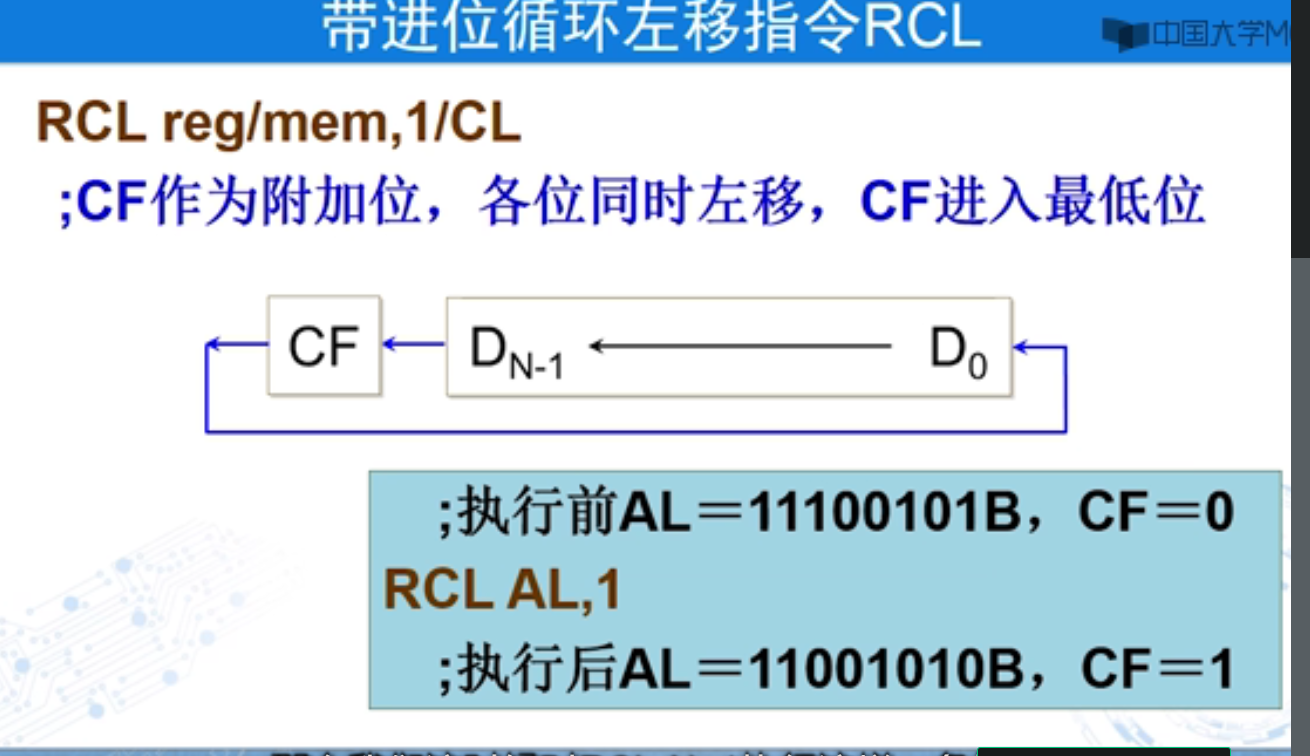 带进位循环左移指令RCL
中国大学M
RCL reg/mem,1/CL
;CF作为附加位，各位同时左移，CF进入最低位
CF D_N-1 D_0
;执行前AL＝11100101B，CF＝0
RCL AL,1
;执行后AL＝11001010B，CF＝1